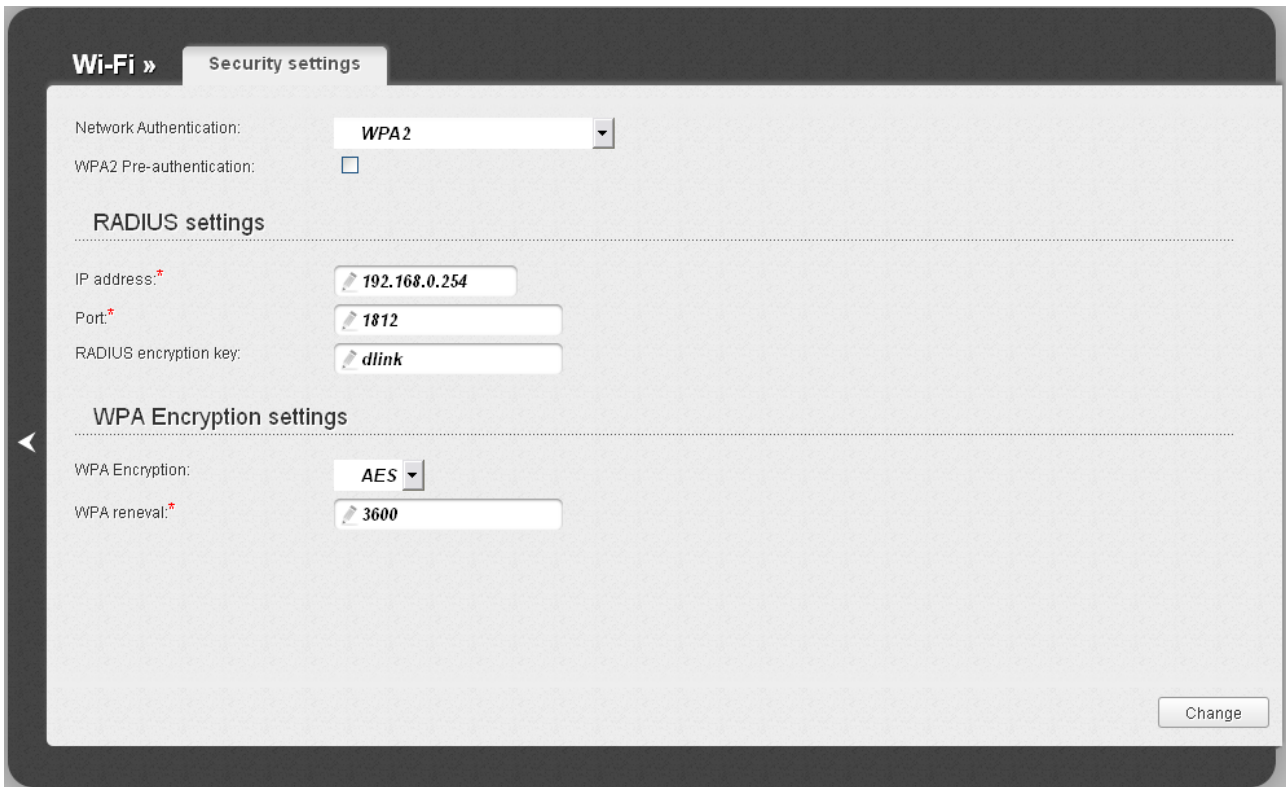 Wi-Fi » Security settings
Network Authentication: WPA2
WPA2 Pre-authentication:
RADIUS settings
IP address:* 192.168.0.254
Port:* 1812
RADIUS encryption key: dlink
WPA Encryption settings
WPA Encryption: AES
WPA reneval:* 3600
Change